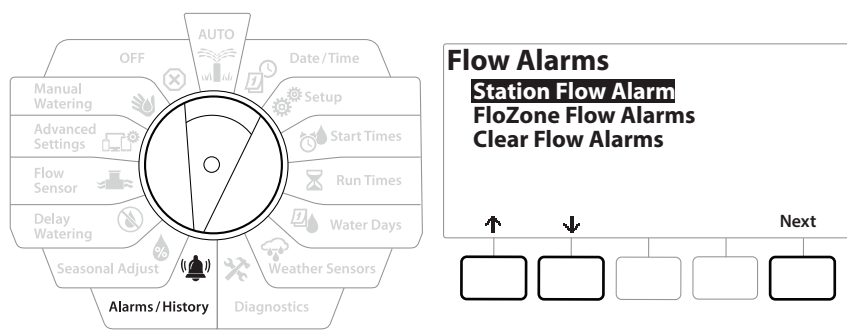 AUTO
OFF
Date/Time
Manual
Watering
Setup
Advanced
Settings
Start Times
Flow
Sensor
Run Times
Delay
Watering
Water Days
Seasonal Adjust
Weather Sensors
Alarms/History
Diagnostics
Flow Alarms
Station Flow Alarm
FloZone Flow Alarms
Clear Flow Alarms
↑ ↓ Next